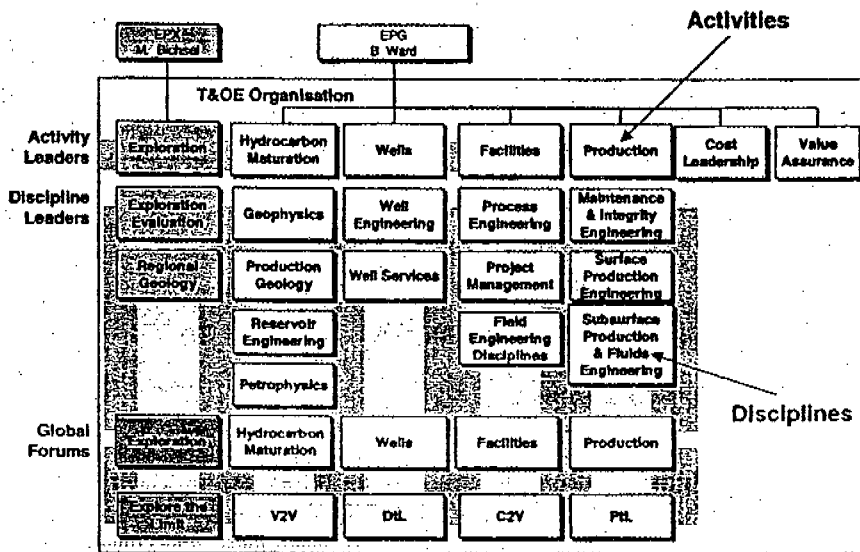 Activities
EPX
M. Bichsel
EPG
B Ward
T&OE Organisation
Activity
Leaders
Exploration
Hydrocarbon
Maturation
Wells
Facilities
Production
Cost
Leadership
Value
Assurance
Discipline
Leaders
Exploration
Evaluation
Geophysics
Well
Engineering
Process
Engineering
Maintenance
& Integrity
Engineering
Regional
Geology
Production
Geology
Well Services
Project
Management
Surface
Production
Engineering
Reservoir
Engineering
Field
Engineering
Disciplines
Subsurface
Production
& Fluids
Engineering
Petrophysics
Disciplines
Global
Forums
Exploration
Hydrocarbon
Maturation
Wells
Facilities
Production
Explore the
Limit
V2V
DtL
C2V
PtL